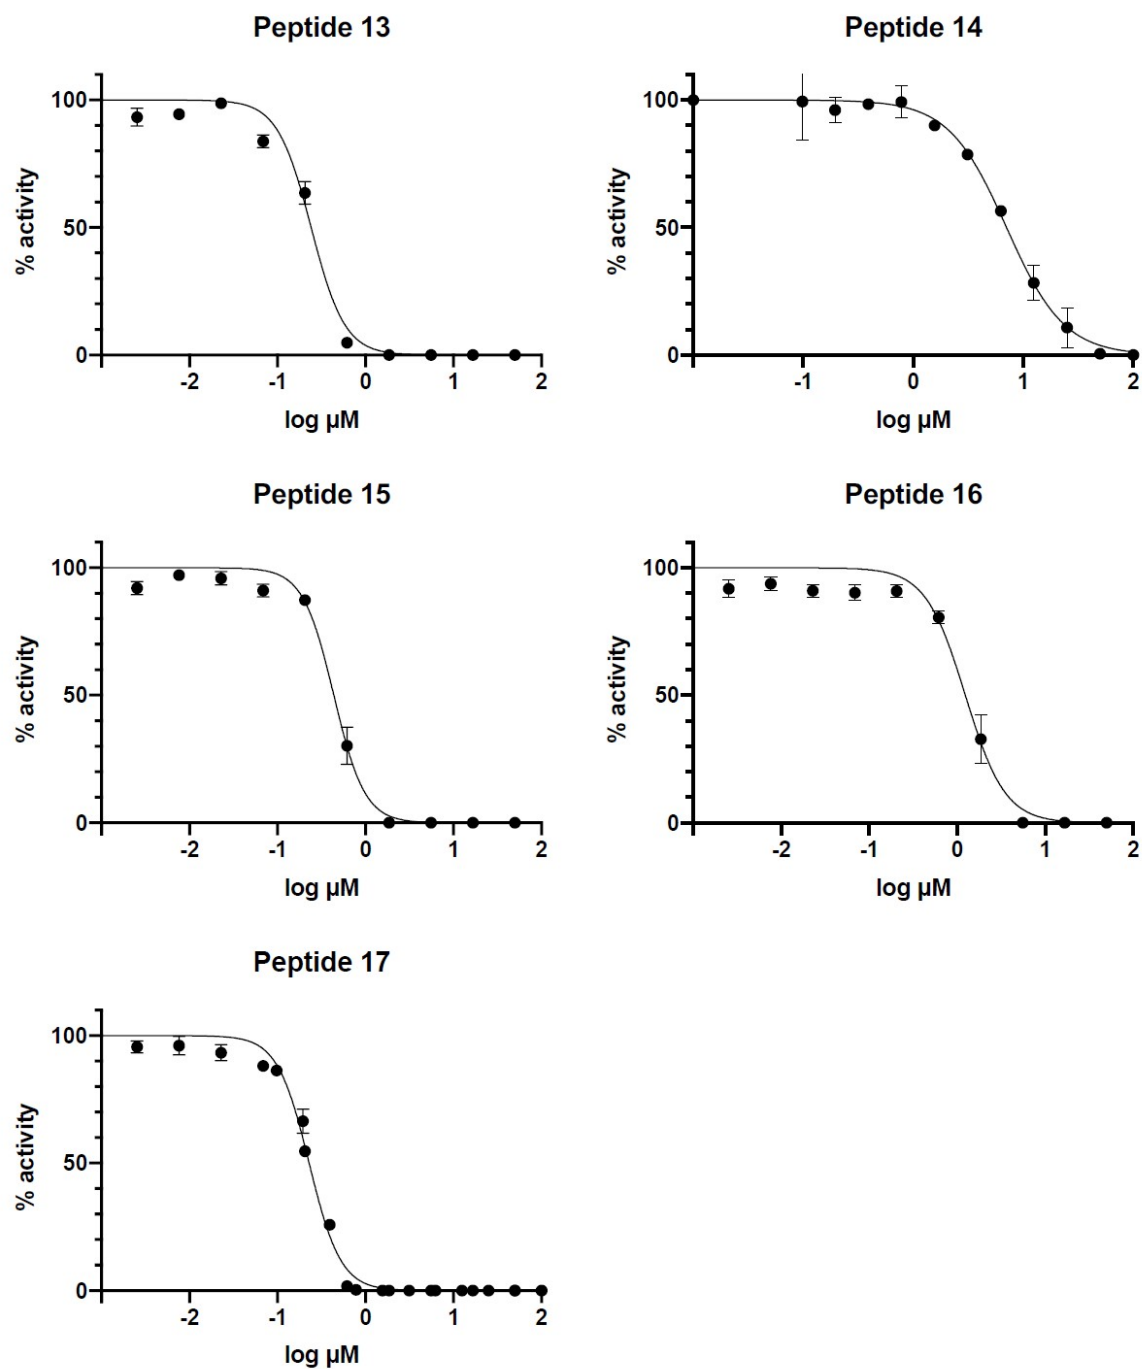 Peptide 13
100
50
0
% activity
-2 -1 0 1 2
log µM
Peptide 14
100
50
0
% activity
-1 0 1 2
log µM
Peptide 15
100
50
0
% activity
-2 -1 0 1 2
log µM
Peptide 16
100
50
0
% activity
-2 -1 0 1 2
log µM
Peptide 17
100
50
0
% activity
-2 -1 0 1 2
log µM